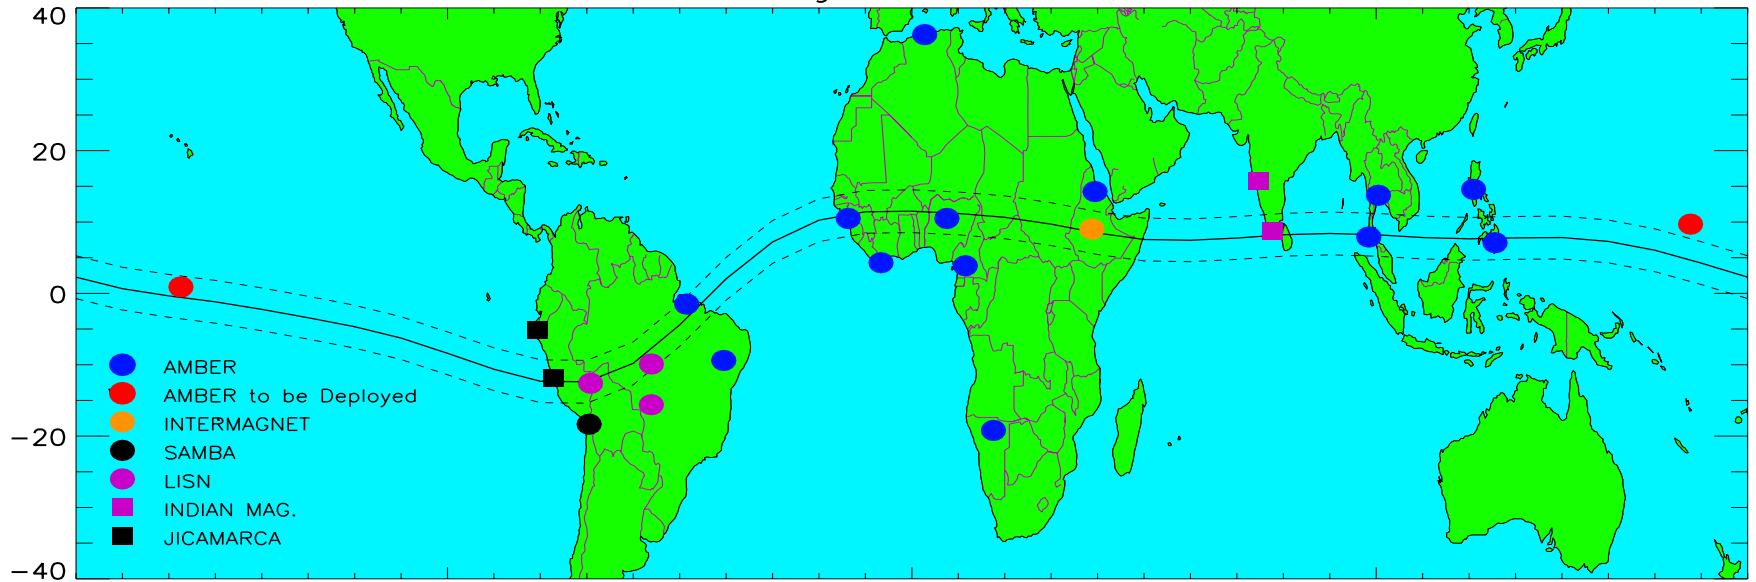 40
20
0
−20
−40
AMBER
AMBER to be Deployed
INTERMAGNET
SAMBA
LISN
INDIAN MAG.
JICAMARCA